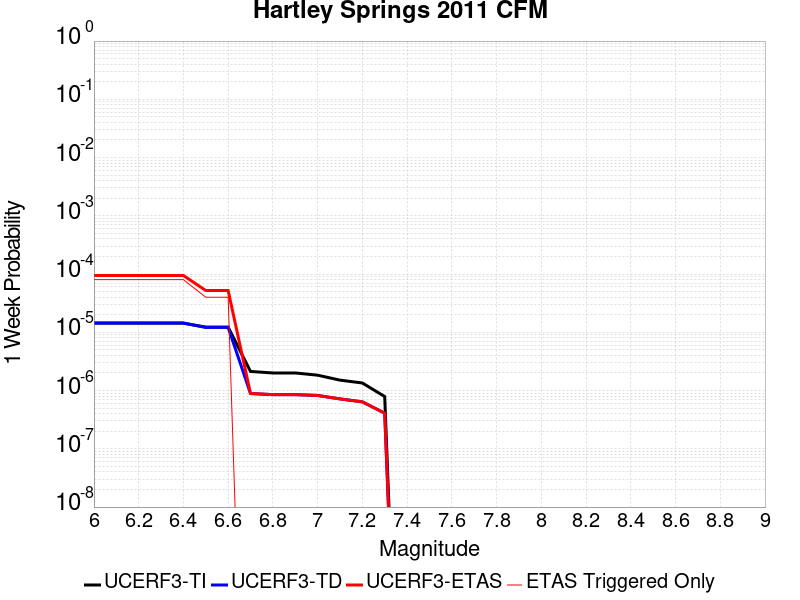 Hartley Springs 2011 CFM
10^0
10^-1
10^-2
10^-3
10^-4
10^-5
10^-6
10^-7
10^-8
1 Week Probability
6 6.2 6.4 6.6 6.8 7 7.2 7.4 7.6 7.8 8 8.2 8.4 8.6 8.8 9
Magnitude
UCERF3-TI UCERF3-TD UCERF3-ETAS ETAS Triggered Only